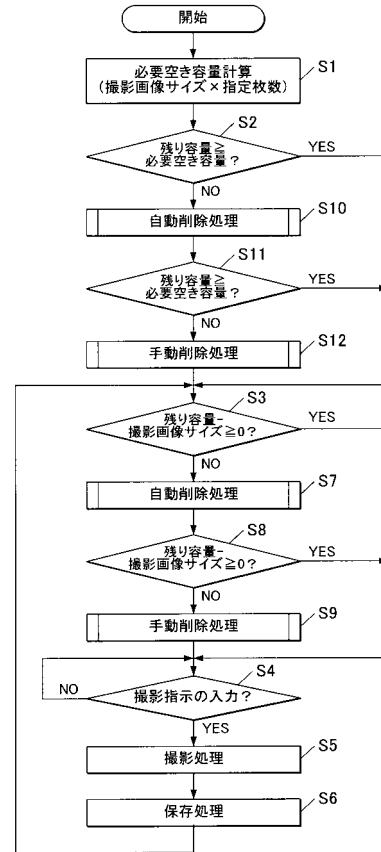 開始
必要空き容量計算
(撮影画像サイズ×指定枚数)
S1
S2
残り容量≧
必要空き容量?
YES
NO
自動削除処理
S10
S11
残り容量≧
必要空き容量?
YES
NO
手動削除処理
S12
S3
残り容量-
撮影画像サイズ≧0?
YES
NO
自動削除処理
S7
S8
残り容量-
撮影画像サイズ≧0?
YES
NO
手動削除処理
S9
S4
撮影指示の入力?
NO
YES
撮影処理
S5
保存処理
S6